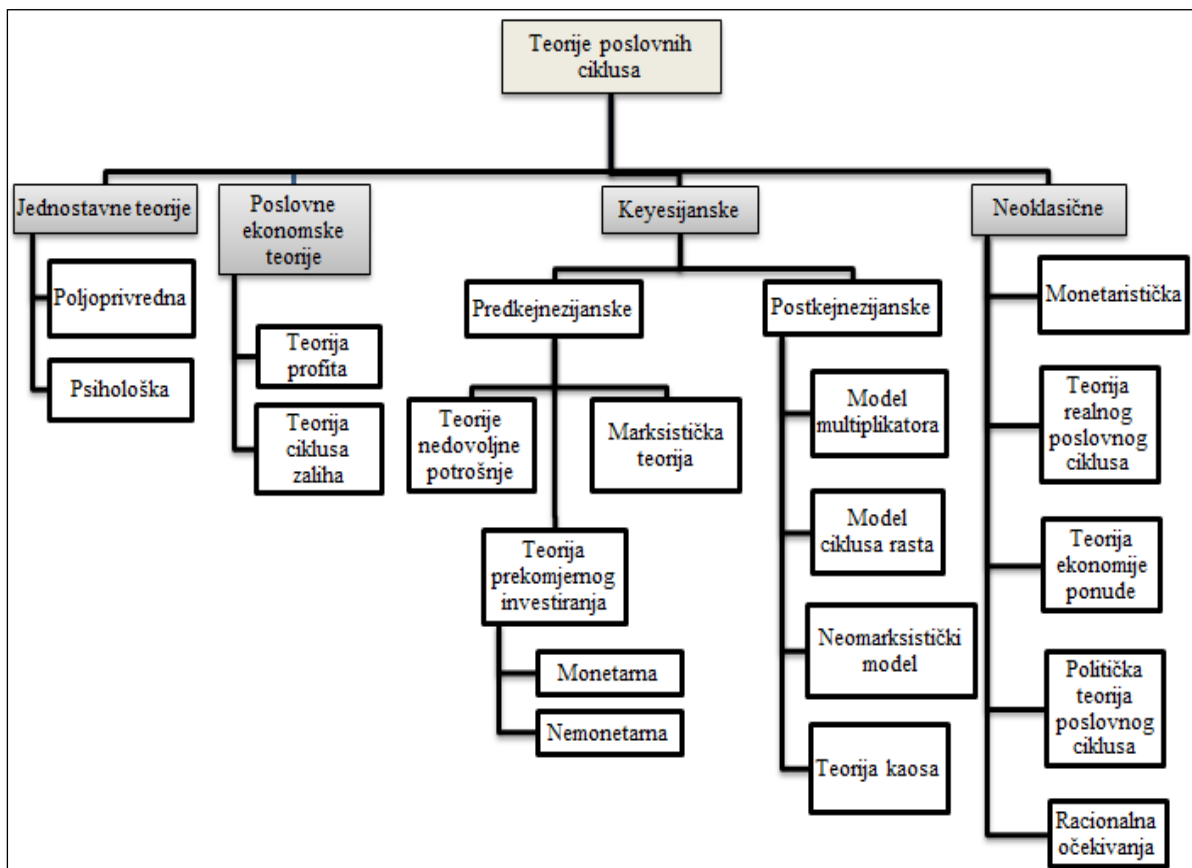 Teorije poslovnih
ciklusa
Jednostavne teorije
Poljoprivredna
Psihološka
Poslovne
ekonomske
teorije
Teorija
profita
Teorija
ciklusa
zaliha
Keyesijanske
Predkejnezijanske
Teorije
nedovoljne
potrošnje
Marksistička
teorija
Teorija
prekomjernog
investiranja
Monetarna
Nemonetarna
Postkejnezijanske
Model
multiplikatora
Model
ciklusa rasta
Neomarksistički
model
Teorija kaosa
Neoklasične
Monetaristička
Teorija
realnog
poslovnog
ciklusa
Teorija
ekonomije
ponude
Politička
teorija
poslovnog
ciklusa
Racionalna
očekivanja